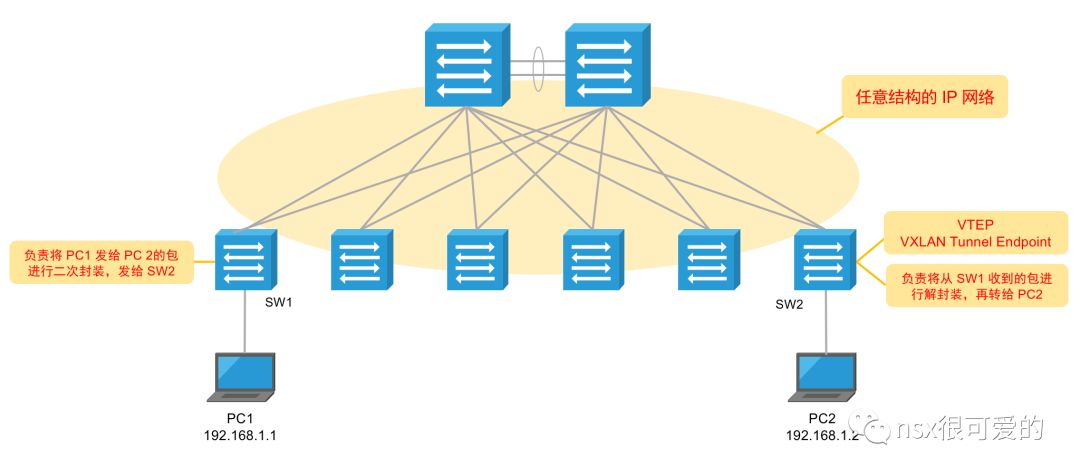 任意结构的 IP 网络
负责将 PC1 发给 PC 2的包
进行二次封装，发给 SW2
SW1
VTEP
VXLAN Tunnel Endpoint
负责将从 SW1 收到的包进
行解封装，再转给 PC2
SW2
PC1
192.168.1.1
PC2
192.168.1.2
nsx很可爱的